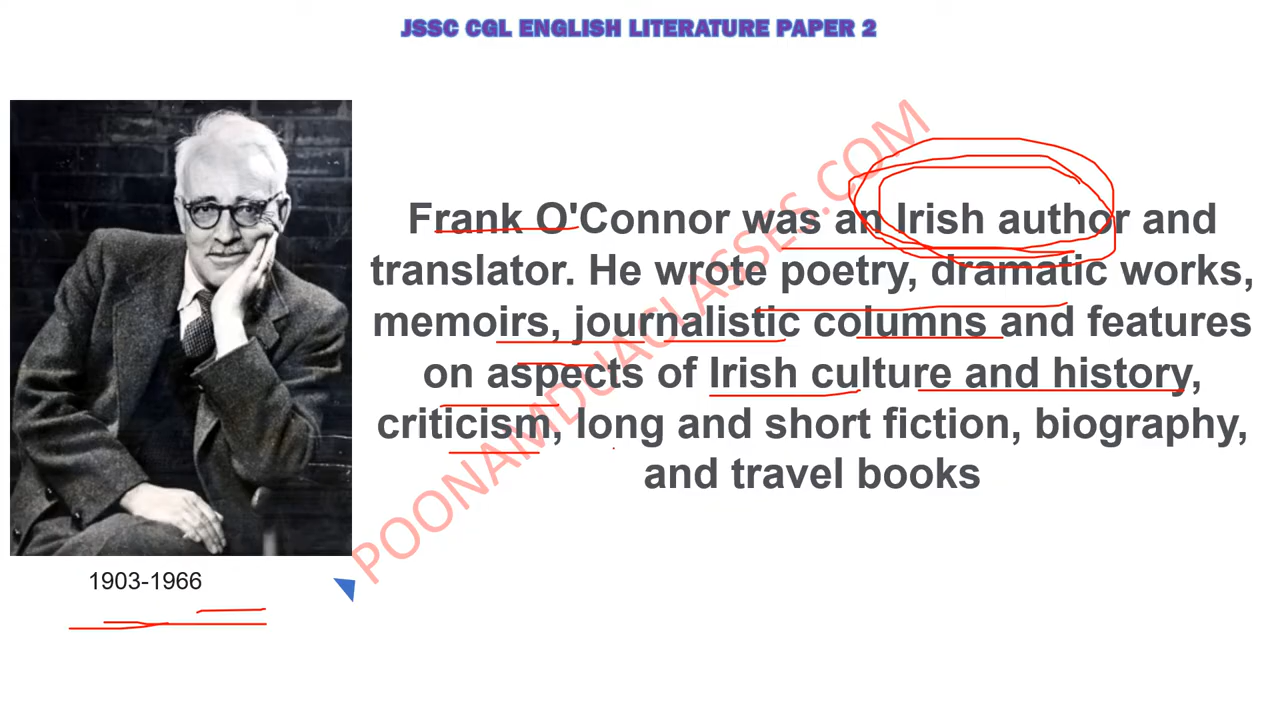 JSSC CGL ENGLISH LITERATURE PAPER 2
Frank O'Connor was an Irish author and
translator. He wrote poetry, dramatic works,
memoirs, journalistic columns and features
on aspects of Irish culture and history,
criticism, long and short fiction, biography,
and travel books
POONAMDUACLASSES.COM
1903-1966